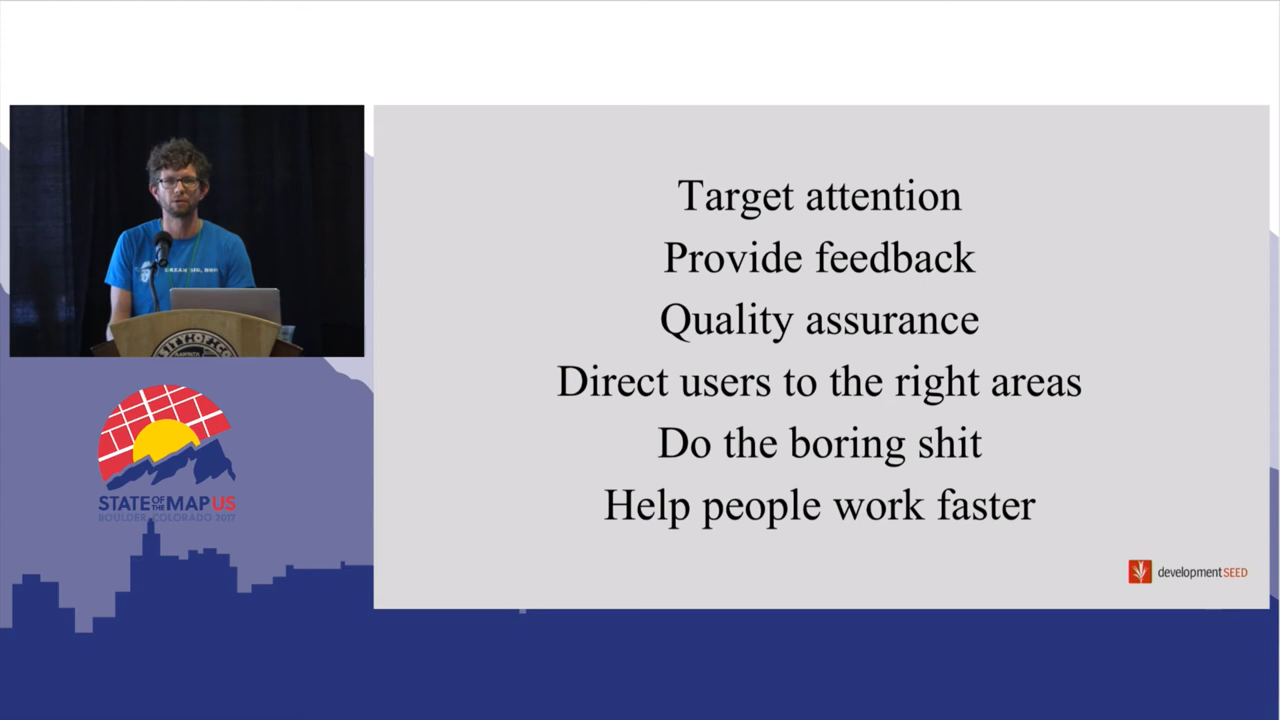 Target attention
Provide feedback
Quality assurance
Direct users to the right areas
Do the boring shit
Help people work faster
developmentSEED
STATE OF THE MAP US
BOULDER, COLORADO 2017